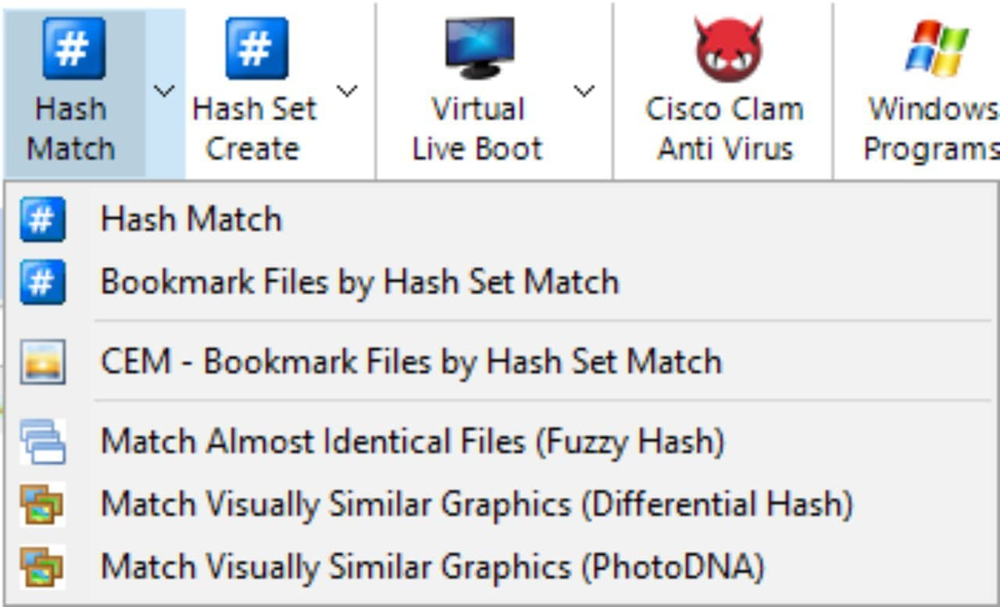 Hash Match
Hash Set Create
Virtual Live Boot
Cisco Clam Anti Virus
Windows Programs
Hash Match
Bookmark Files by Hash Set Match
CEM - Bookmark Files by Hash Set Match
Match Almost Identical Files (Fuzzy Hash)
Match Visually Similar Graphics (Differential Hash)
Match Visually Similar Graphics (PhotoDNA)